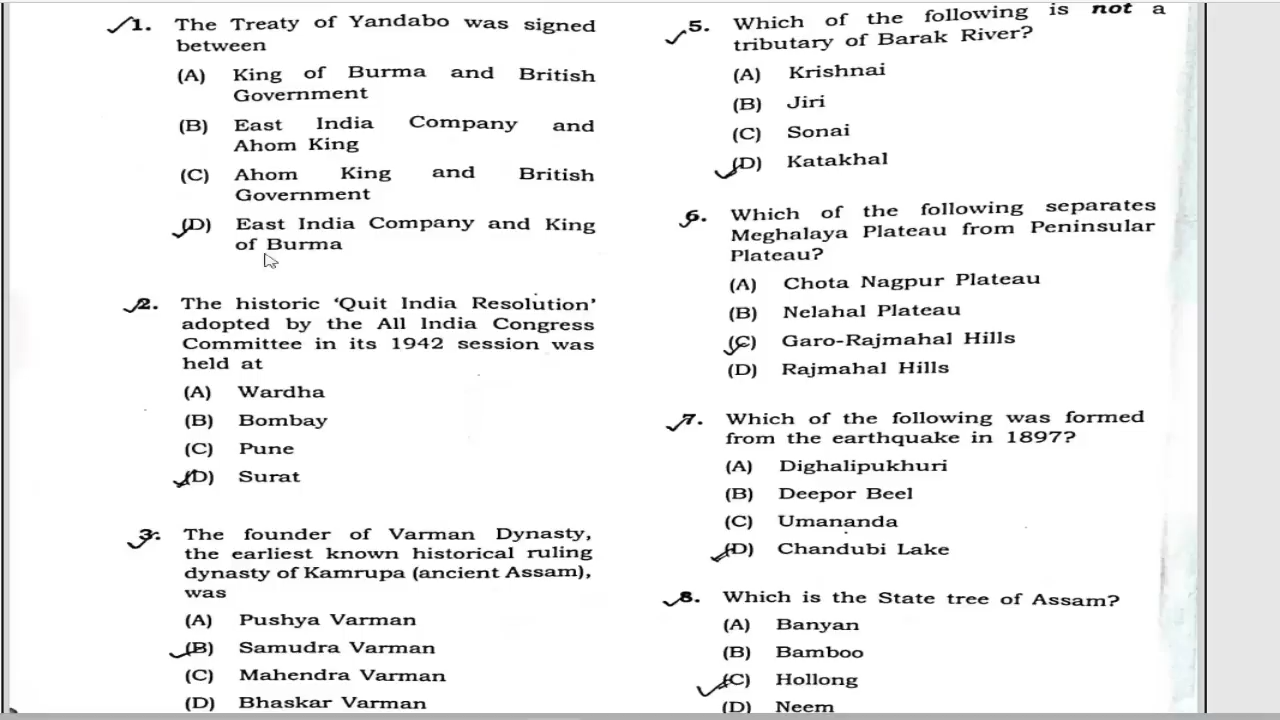 1. The Treaty of Yandabo was signed
between
(A) King of Burma and British
Government
(B) East India Company and
Ahom King
(C) Ahom King and British
Government
(D) East India Company and King
of Burma
2. The historic ‘Quit India Resolution’
adopted by the All India Congress
Committee in its 1942 session was
held at
(A) Wardha
(B) Bombay
(C) Pune
(D) Surat
3. The founder of Varman Dynasty,
the earliest known historical ruling
dynasty of Kamrupa (ancient Assam),
was
(A) Pushya Varman
(B) Samudra Varman
(C) Mahendra Varman
(D) Bhaskar Varman
5. Which of the following is not a
tributary of Barak River?
(A) Krishnai
(B) Jiri
(C) Sonai
(D) Katakhal
6. Which of the following separates
Meghalaya Plateau from Peninsular
Plateau?
(A) Chota Nagpur Plateau
(B) Nelahal Plateau
(C) Garo-Rajmahal Hills
(D) Rajmahal Hills
7. Which of the following was formed
from the earthquake in 1897?
(A) Dighalipukhuri
(B) Deepor Beel
(C) Umananda
(D) Chandubi Lake
8. Which is the State tree of Assam?
(A) Banyan
(B) Bamboo
(C) Hollong
(D) Neem